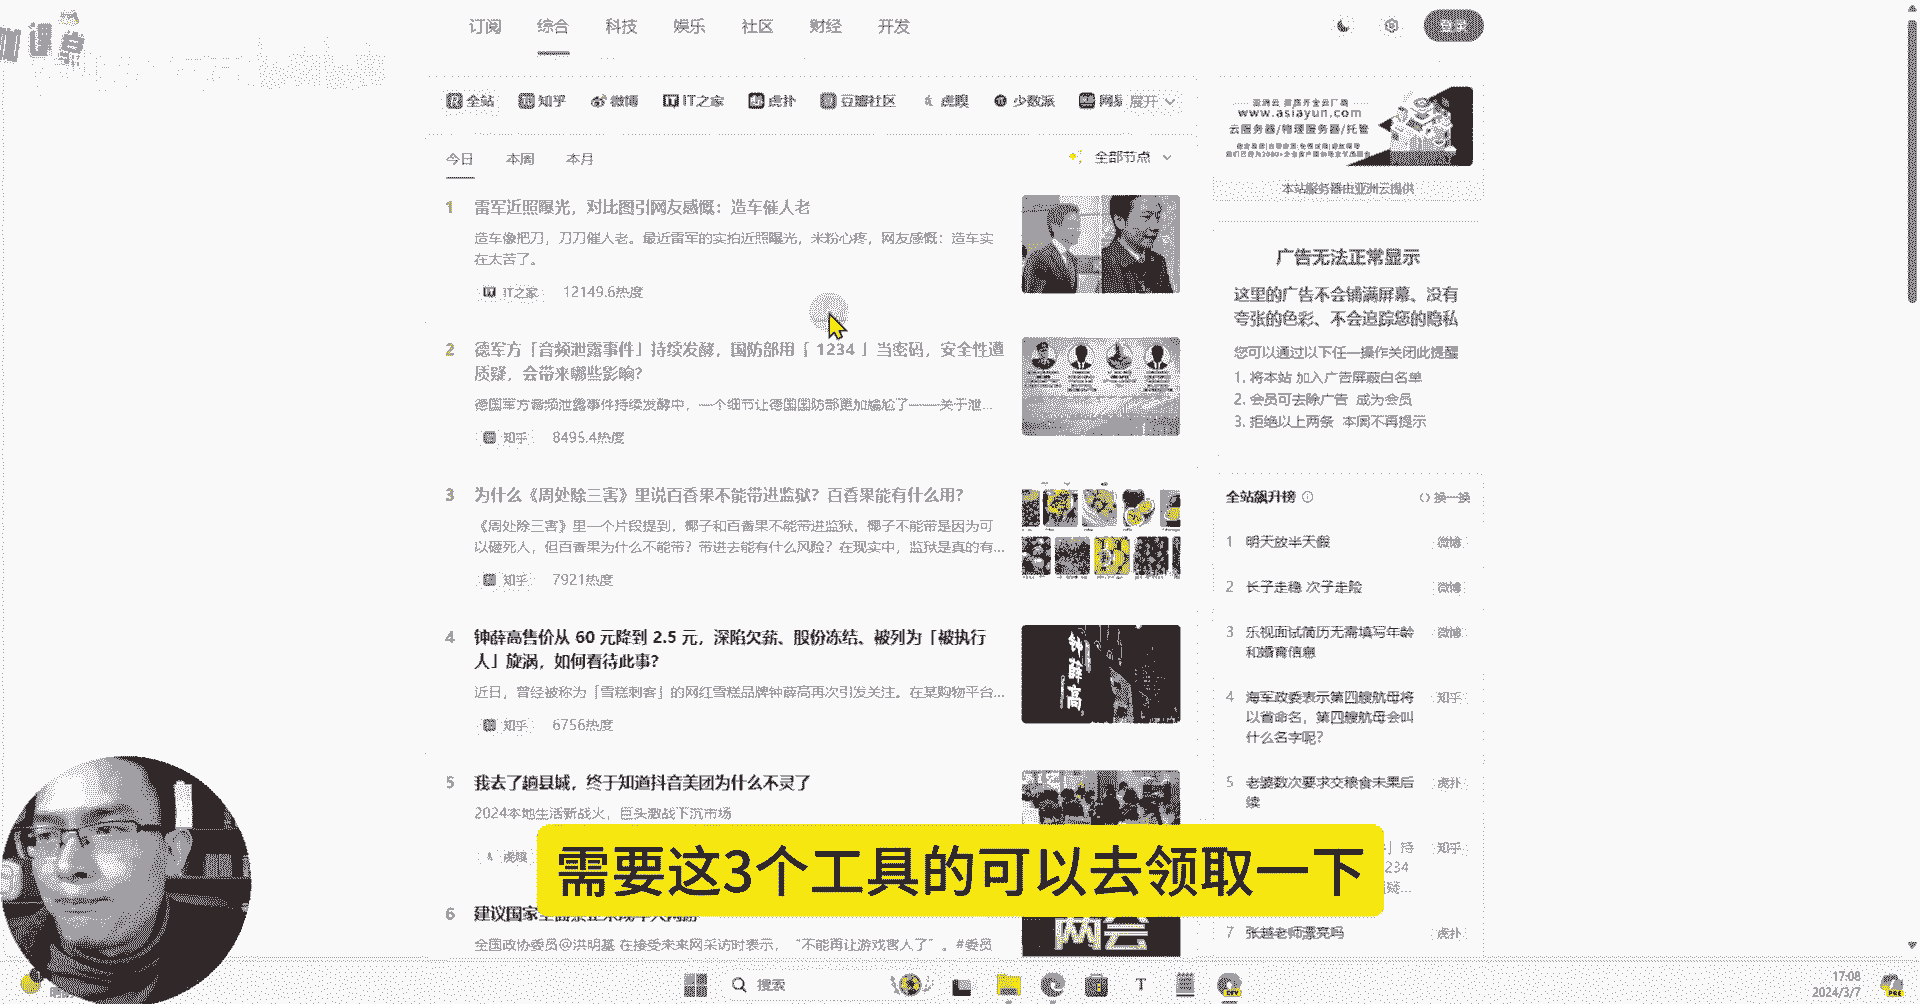 课堂
订阅 综合 科技 娱乐 社区 财经 开发
登录
全站 知乎 微博 IT之家 虎扑 豆瓣社区 虎嗅 少数派 网易 展开
今日 本周 本月
全部节点
1 雷军近照曝光，对比图引网友感慨：造车催人老
造车像把刀，刀刀催人老。最近雷军的实拍近照曝光，米粉心疼，网友感慨：造车实
在太苦了。
IT之家 12149.6热度
2 德军方「音频泄露事件」持续发酵，国防部用「 1234 」当密码，安全性遭
质疑，会带来哪些影响？
德国军方音频泄露事件持续发酵中，一个细节让德国国防部更加尴尬了——关于泄...
知乎 8495.4热度
3 为什么《周处除三害》里说百香果不能带进监狱？百香果能有什么用？
《周处除三害》里一个片段提到，椰子和百香果不能带进监狱，椰子不能带是因为可
以砸死人，但百香果为什么不能带？带进去能有什么风险？在现实中，监狱是真的有...
知乎 7921热度
4 钟薛高售价从 60 元降到 2.5 元，深陷欠薪、股份冻结、被列为「被执行
人」旋涡，如何看待此事？
近日，曾经被称为「雪糕刺客」的网红雪糕品牌钟薛高再次引发关注。在某购物平台...
知乎 6756热度
钟薛高
5 我去了趟县城，终于知道抖音美团为什么不灵了
2024本地生活新战火，巨头激战下沉市场
虎嗅
6 建议国家
全国政协委员@洪明基 在接受未来网采访时表示，“不能再让游戏害人了”。#委员
两会
www.asiayun.com
云服务器/物理服务器/托管
本站服务器由亚洲云提供
广告无法正常显示
这里的广告不会铺满屏幕、没有
夸张的色彩、不会追踪您的隐私
您可以通过以下任一操作关闭此提醒
1. 将本站 加入广告屏蔽白名单
2. 会员可去除广告 成为会员
3. 拒绝以上两条 本周不再提示
全站飙升榜 换一换
1 明天放半天假 微博
2 长子走稳 次子走险 微博
3 乐视面试简历无需填写年龄 微博
和婚育信息
4 海军政委表示第四艘航母将 知乎
以省命名，第四艘航母会叫
什么名字呢？
5 老婆数次要求交粮食未果后 虎扑
续
」持 知乎
234
疑...
7 张越老师漂亮吗 虎扑
需要这3个工具的可以去领取一下
搜索
17:08
2024/3/7